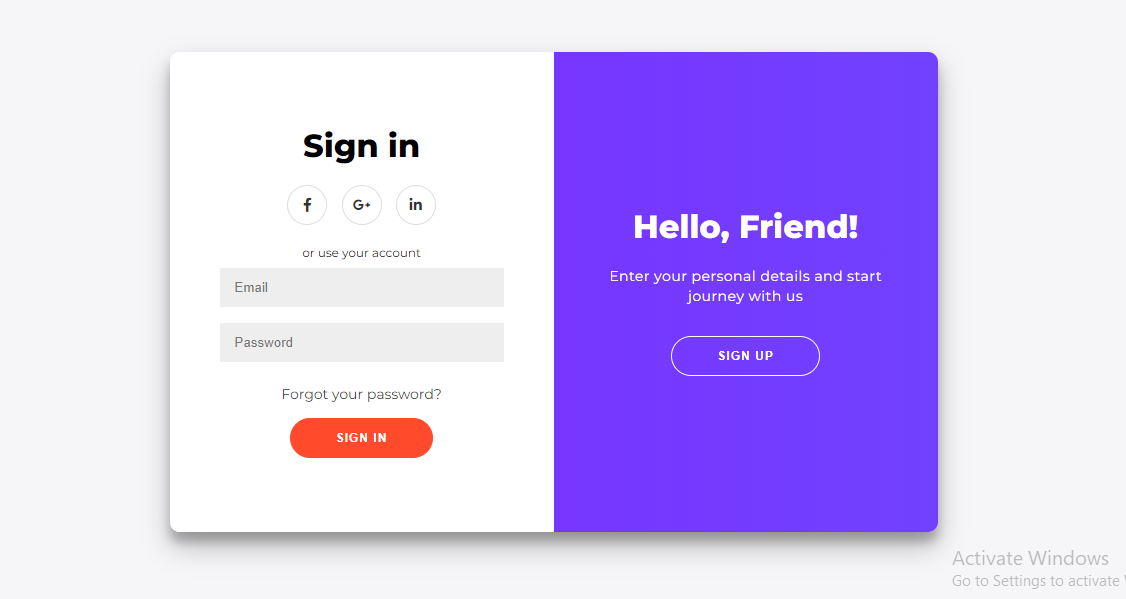 Sign in
f
G+
in
or use your account
Email
Password
Forgot your password?
SIGN IN
Hello, Friend!
Enter your personal details and start
journey with us
SIGN UP
Activate Windows
Go to Settings to activate